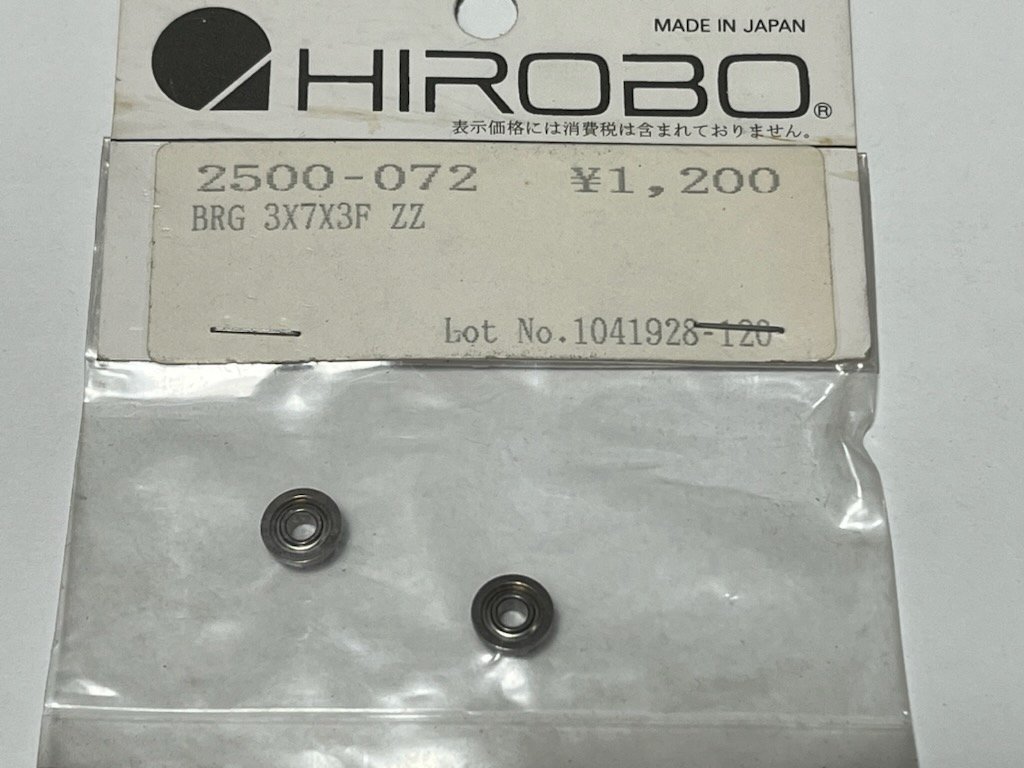 MADE IN JAPAN
HIROBO®
表示価格には消費税は含まれておりません。
2500-072 ¥1,200
BRG 3X7X3F ZZ
Lot No.1041928-120